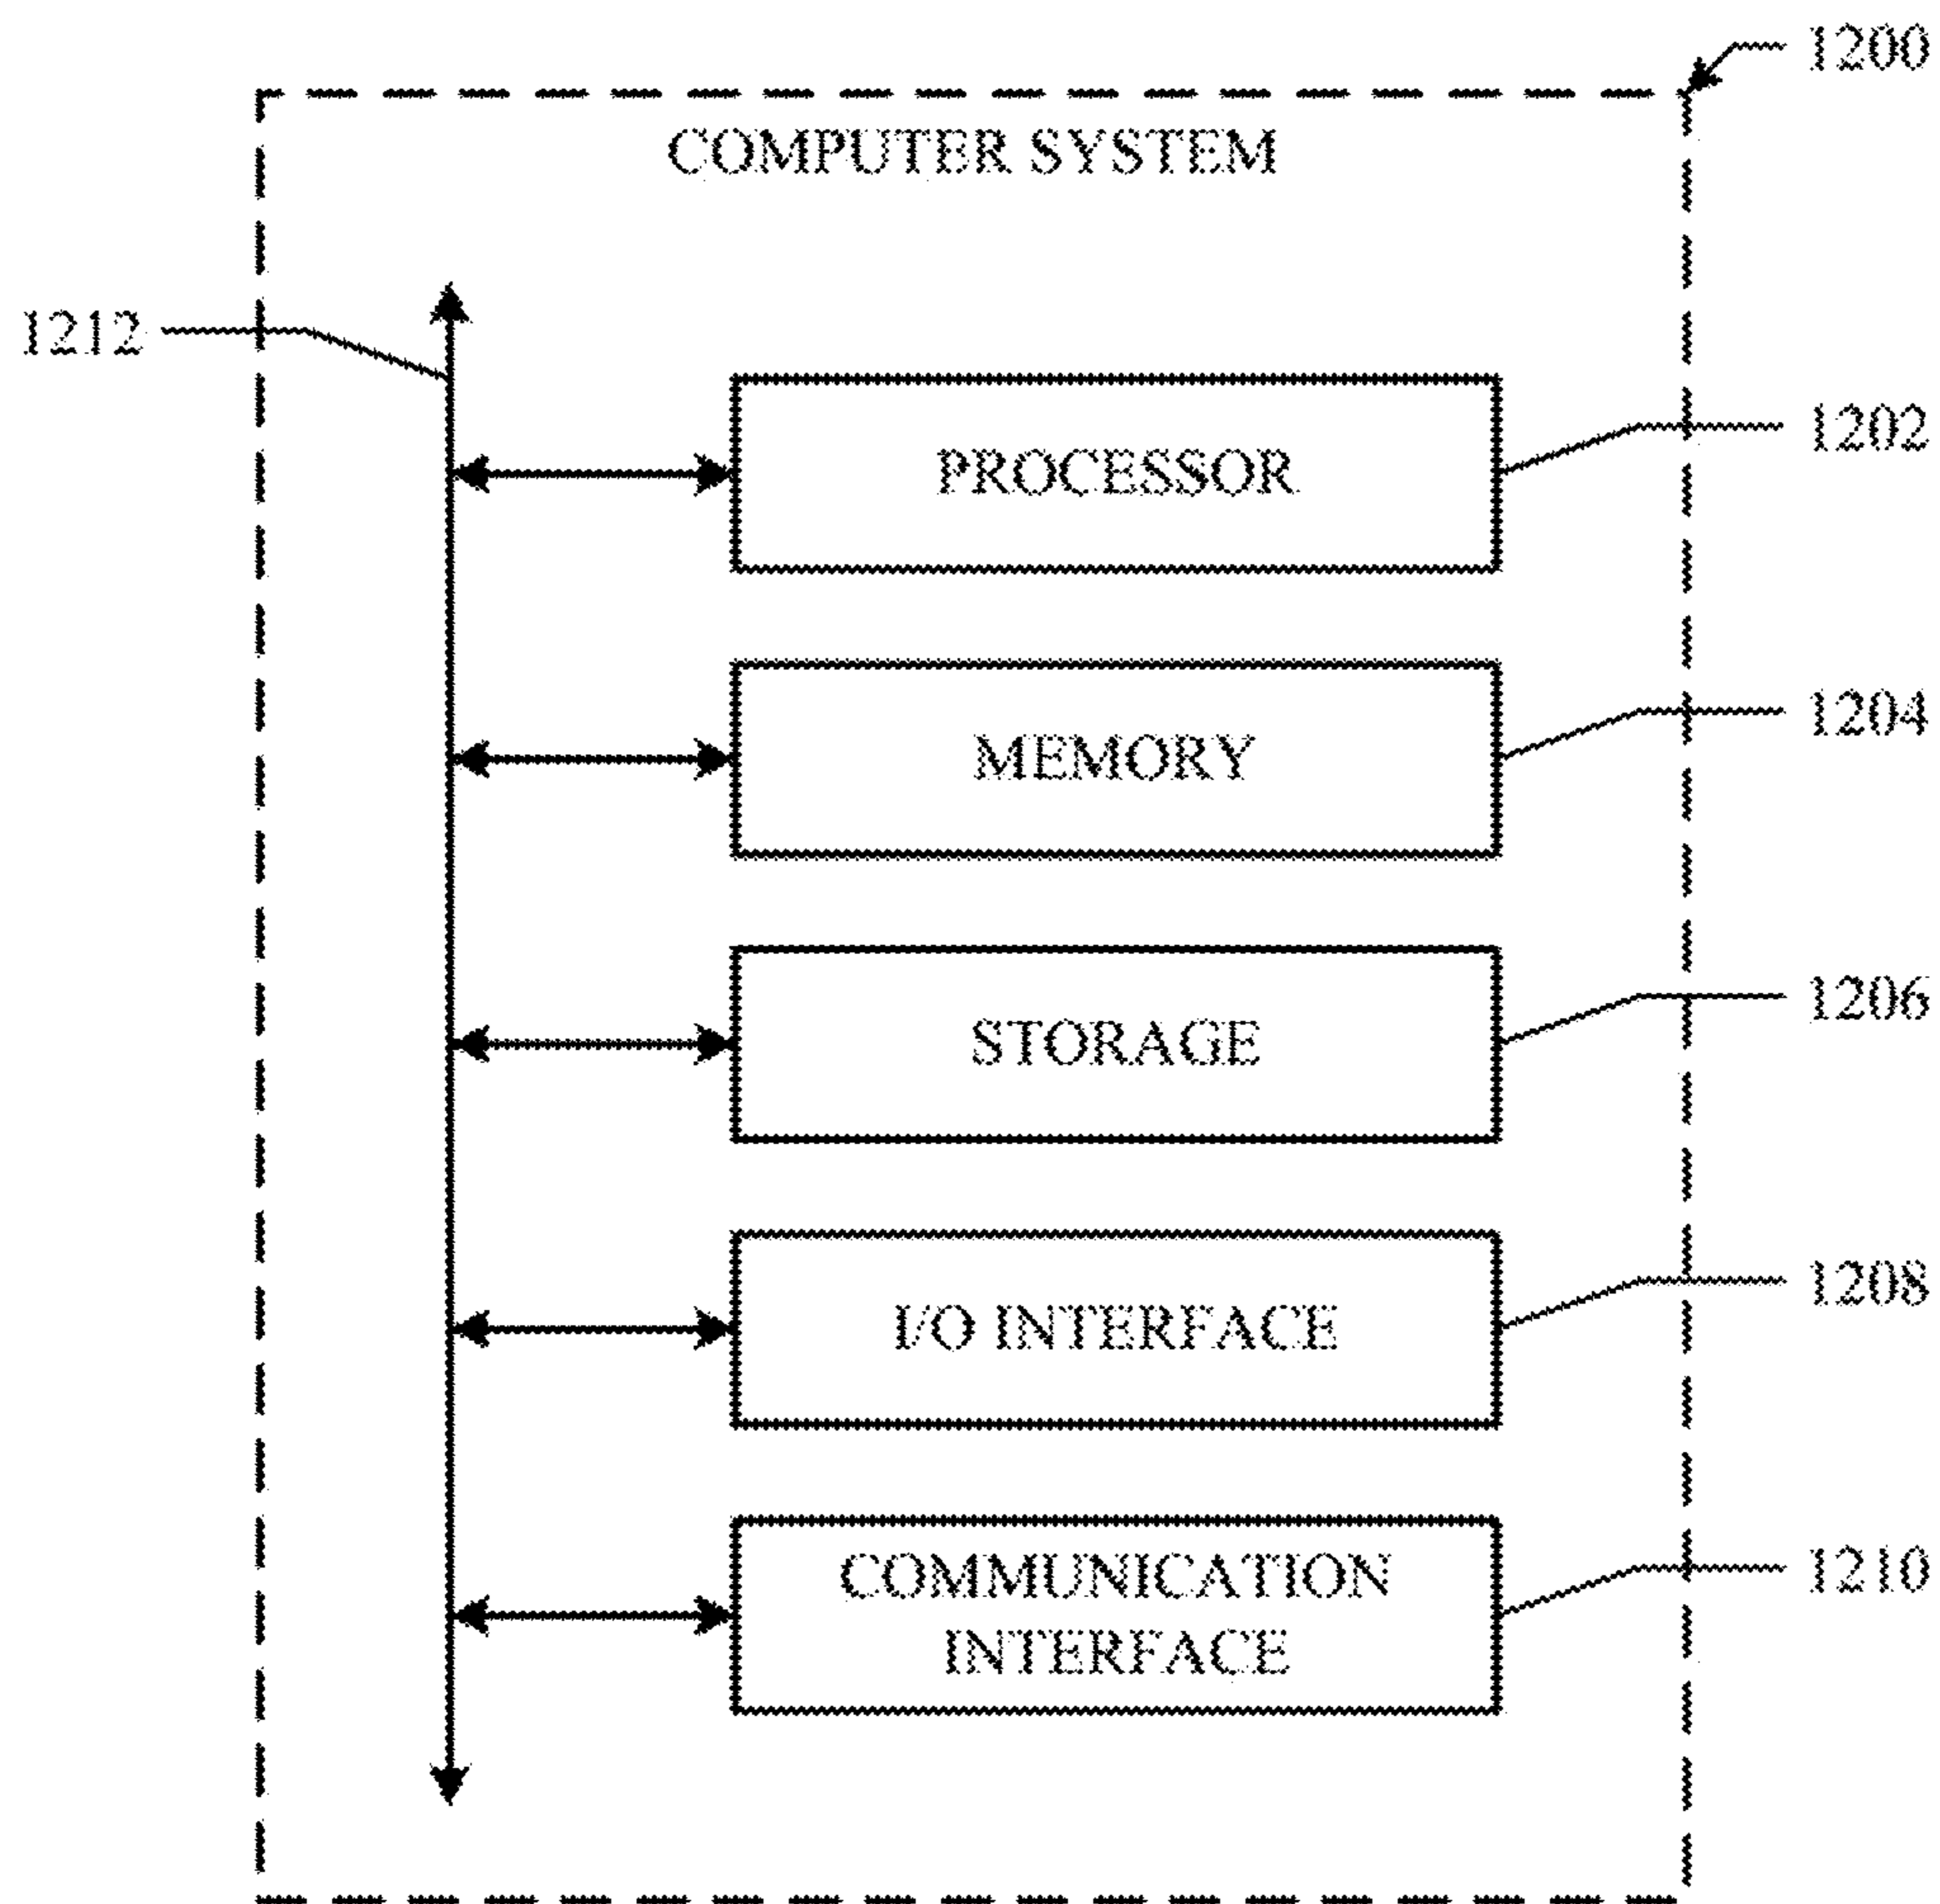 1200
COMPUTER SYSTEM
1212
PROCESSOR
1202
MEMORY
1204
STORAGE
1206
I/O INTERFACE
1208
COMMUNICATION
INTERFACE
1210